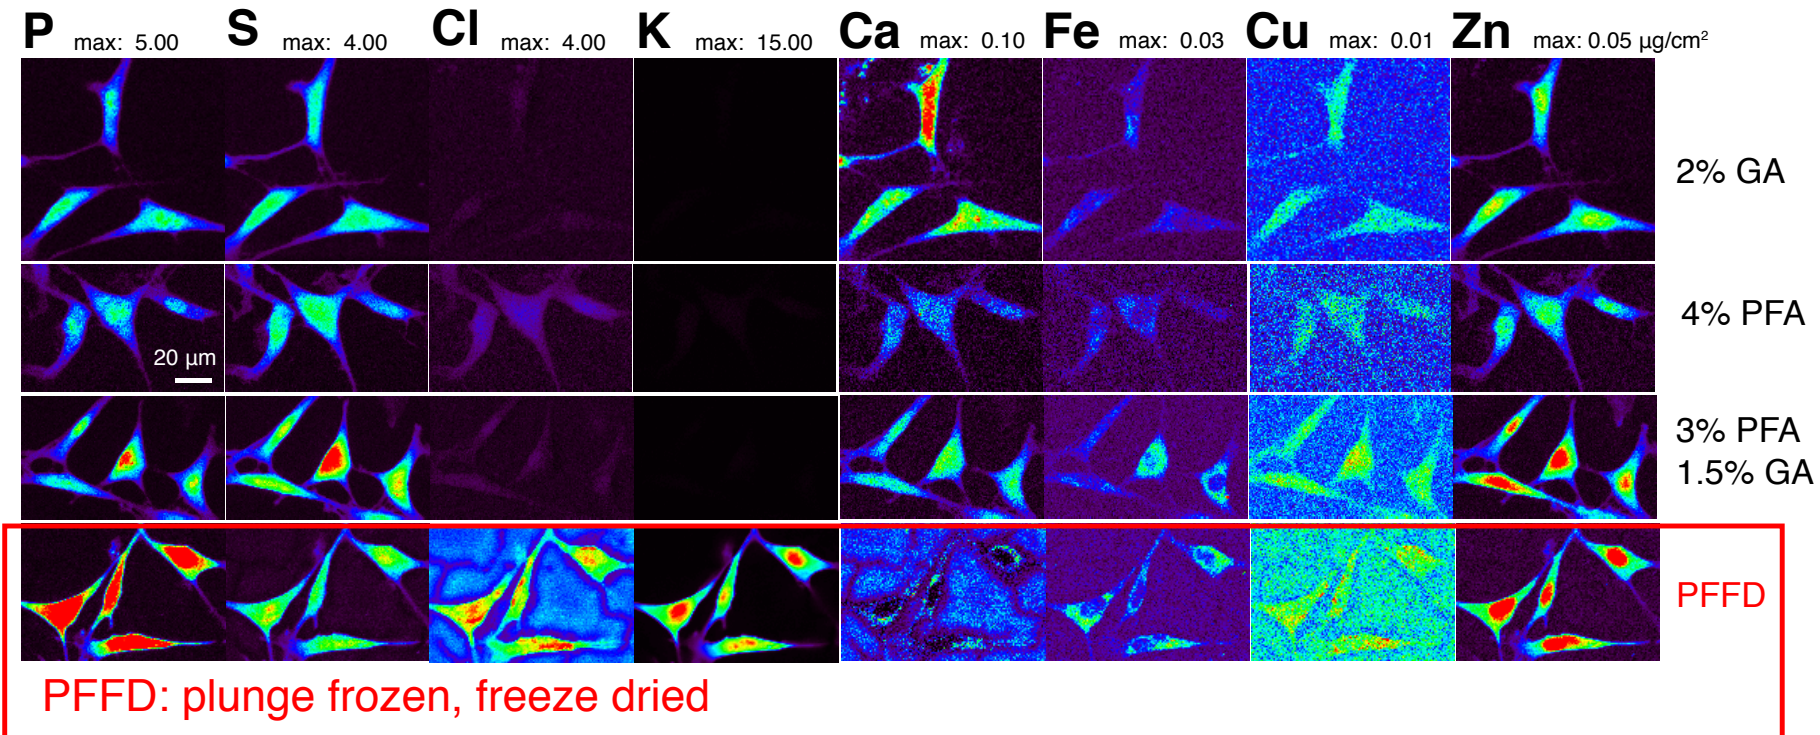 P max: 5.00 S max: 4.00 Cl max: 4.00 K max: 15.00 Ca max: 0.10 Fe max: 0.03 Cu max: 0.01 Zn max: 0.05 µg/cm²
2% GA
4% PFA
20 µm
3% PFA
1.5% GA
PFFD
PFFD: plunge frozen, freeze dried